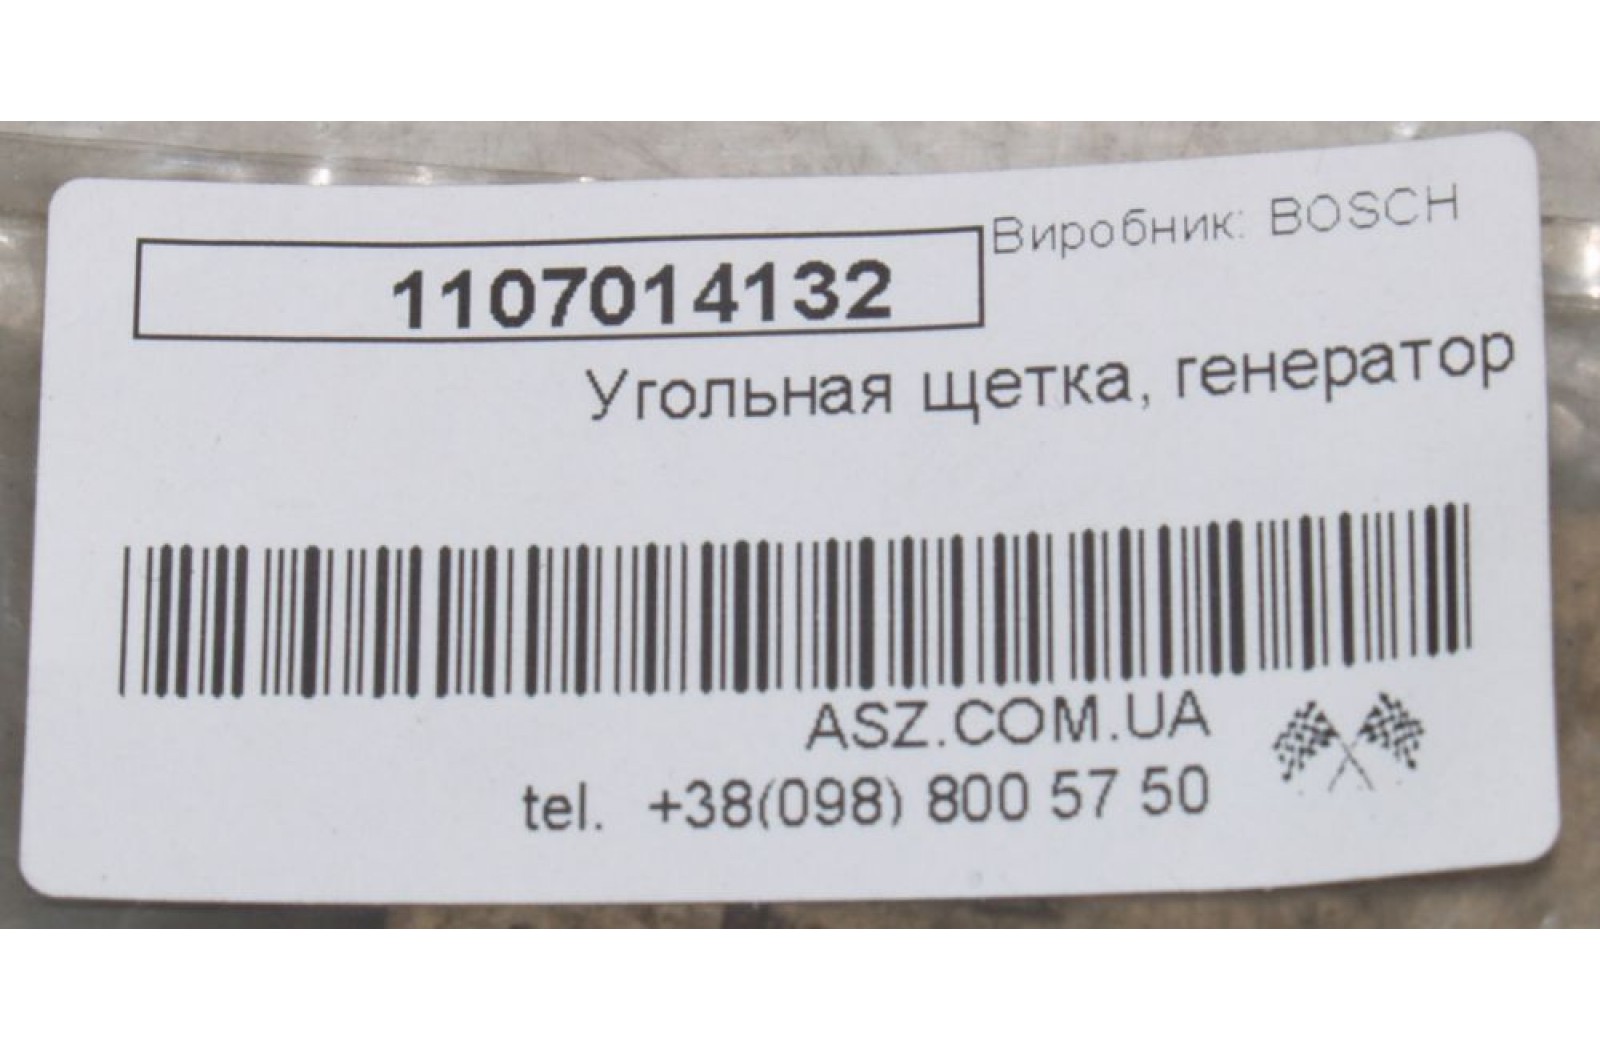 Виробник: BOSCH
1107014132
Угольная щетка, генератор
ASZ.COM.UA
tel. +38(098) 800 57 50